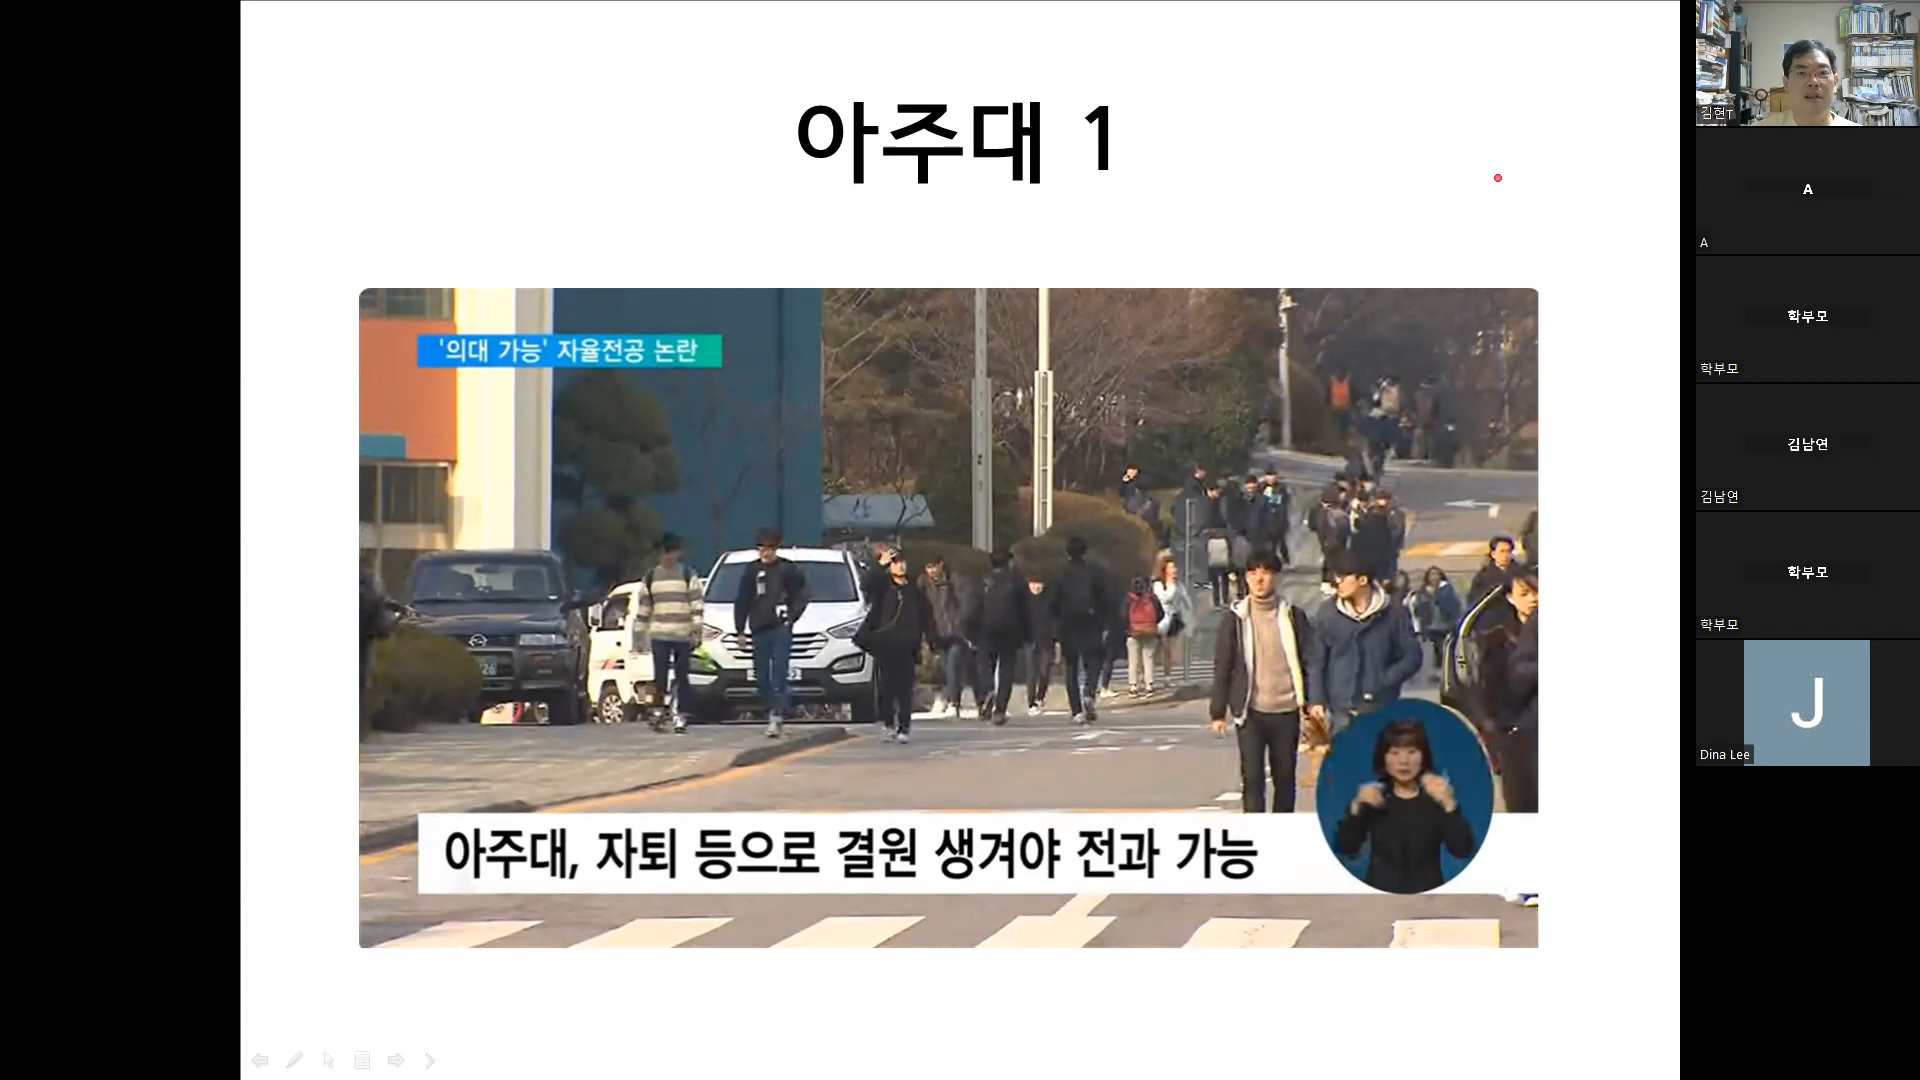 아주대 1
'의대 가능' 자율전공 논란
아주대, 자퇴 등으로 결원 생겨야 전과 가능
김현T
A
A
학부모
학부모
김남연
김남연
학부모
학부모
J
Dina Lee